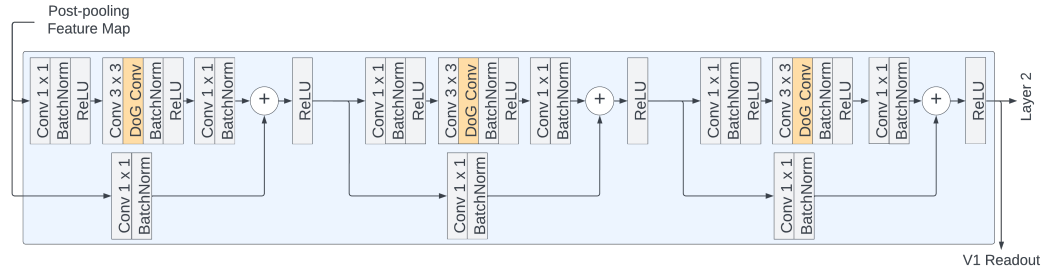 Post-pooling
Feature Map
Conv 1 x 1
BatchNorm
ReLU
Conv 3 x 3
DoG Conv
BatchNorm
ReLU
Conv 1 x 1
BatchNorm
+
ReLU
Conv 1 x 1
BatchNorm
Conv 1 x 1
BatchNorm
ReLU
Conv 3 x 3
DoG Conv
BatchNorm
ReLU
Conv 1 x 1
BatchNorm
+
ReLU
Conv 1 x 1
BatchNorm
Conv 1 x 1
BatchNorm
ReLU
Conv 3 x 3
DoG Conv
BatchNorm
ReLU
Conv 1 x 1
BatchNorm
+
ReLU
Conv 1 x 1
BatchNorm
Layer 2
V1 Readout